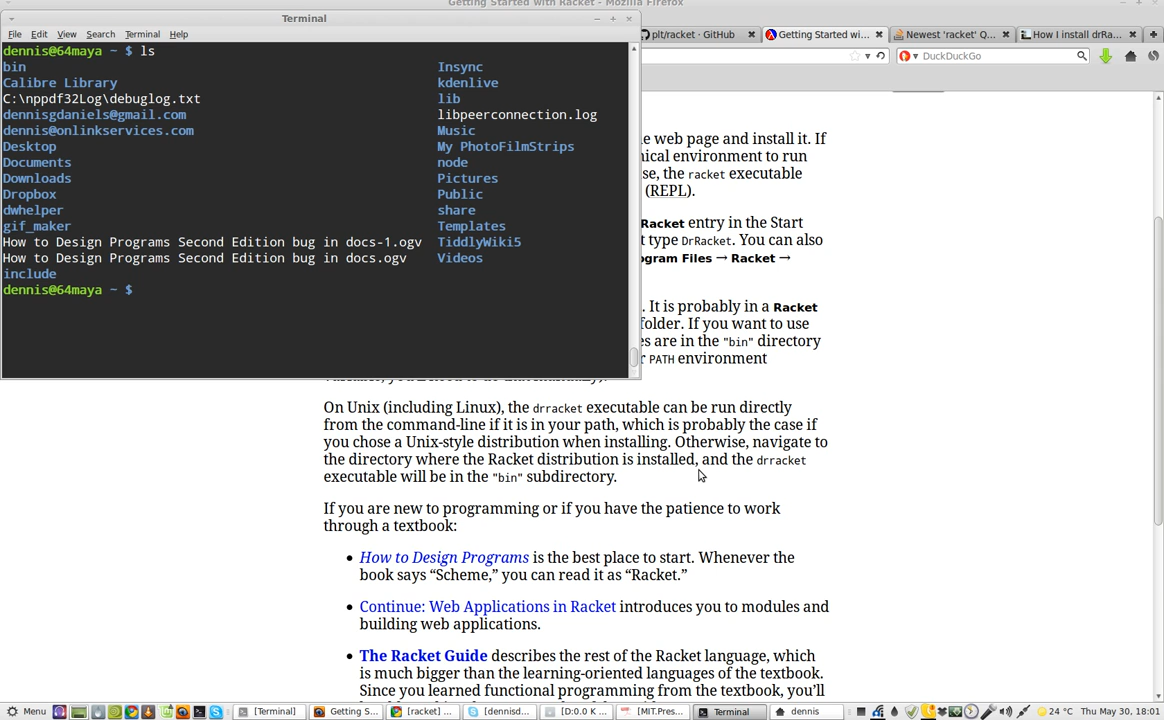 Getting Started with Racket - Mozilla Firefox
Terminal
File Edit View Search Terminal Help
plt/racket · GitHub
Getting Started wi...
Newest 'racket' Q...
How I install drRa...
DuckDuckGo
dennis@64maya ~ $ ls
bin Insync
Calibre Library kdenlive
C:\nppdf32Log\debuglog.txt lib
dennisgdaniels@gmail.com libpeerconnection.log
dennis@onlinkservices.com Music
Desktop My PhotoFilmStrips
Documents node
Downloads Pictures
Dropbox Public
dwhelper share
gif_maker Templates
How to Design Programs Second Edition bug in docs-1.ogv TiddlyWiki5
How to Design Programs Second Edition bug in docs.ogv Videos
include
dennis@64maya ~ $
e web page and install it. If
nical environment to run
se, the racket executable
(REPL).
Racket entry in the Start
t type DrRacket. You can also
ogram Files → Racket →
. It is probably in a Racket
folder. If you want to use
es are in the "bin" directory
r PATH environment
On Unix (including Linux), the drracket executable can be run directly
from the command-line if it is in your path, which is probably the case if
you chose a Unix-style distribution when installing. Otherwise, navigate to
the directory where the Racket distribution is installed, and the drracket
executable will be in the "bin" subdirectory.
If you are new to programming or if you have the patience to work
through a textbook:
• How to Design Programs is the best place to start. Whenever the
book says “Scheme,” you can read it as “Racket.”
• Continue: Web Applications in Racket introduces you to modules and
building web applications.
• The Racket Guide describes the rest of the Racket language, which
is much bigger than the learning-oriented languages of the textbook.
Since you learned functional programming from the textbook, you’ll
Menu [Terminal] Getting S... [racket] ... [dennisd... [D:0.0 K ... [MIT.Pres... Terminal dennis 24 °C Thu May 30, 18:01